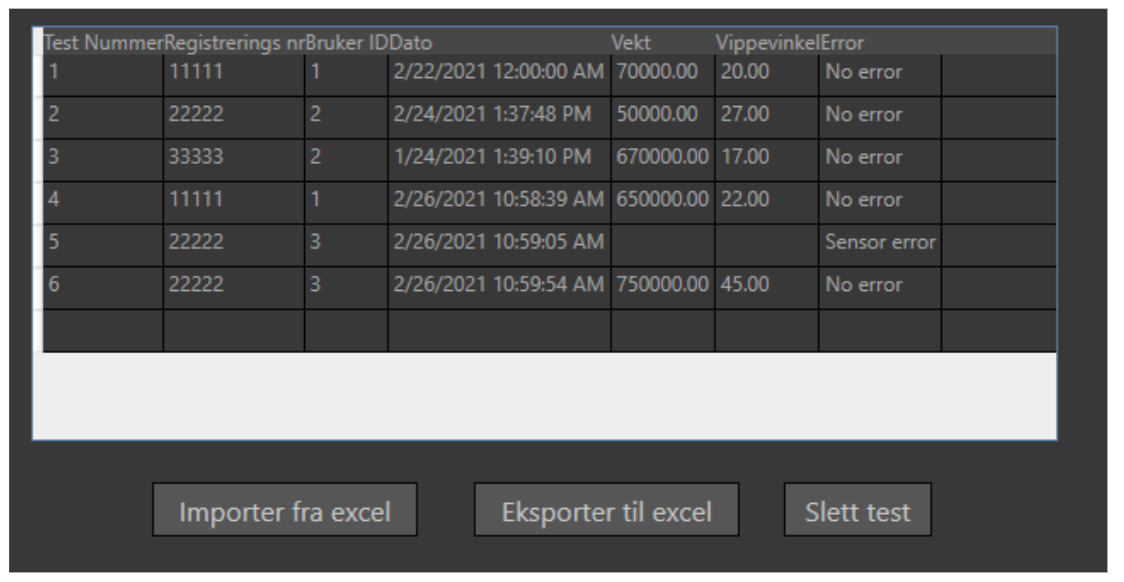 Test Nummer Registrerings nr Bruker ID Dato Vekt Vippevinkel Error
1 11111 1 2/22/2021 12:00:00 AM 70000.00 20.00 No error
2 22222 2 2/24/2021 1:37:48 PM 50000.00 27.00 No error
3 33333 2 1/24/2021 1:39:10 PM 670000.00 17.00 No error
4 11111 1 2/26/2021 10:58:39 AM 650000.00 22.00 No error
5 22222 3 2/26/2021 10:59:05 AM Sensor error
6 22222 3 2/26/2021 10:59:54 AM 750000.00 45.00 No error
Importer fra excel Eksporter til excel Slett test